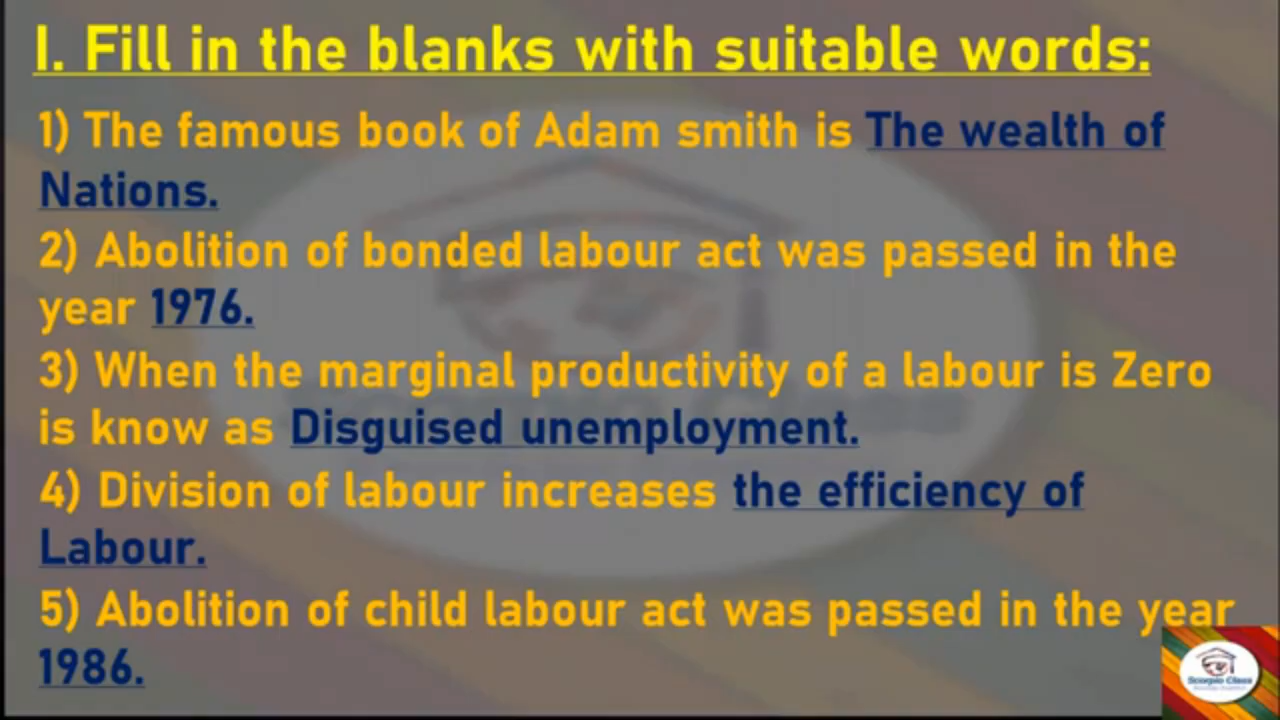 I. Fill in the blanks with suitable words:
1) The famous book of Adam smith is The wealth of
Nations.
2) Abolition of bonded labour act was passed in the
year 1976.
3) When the marginal productivity of a labour is Zero
is know as Disguised unemployment.
4) Division of labour increases the efficiency of
Labour.
5) Abolition of child labour act was passed in the year
1986.
Scorpio Class